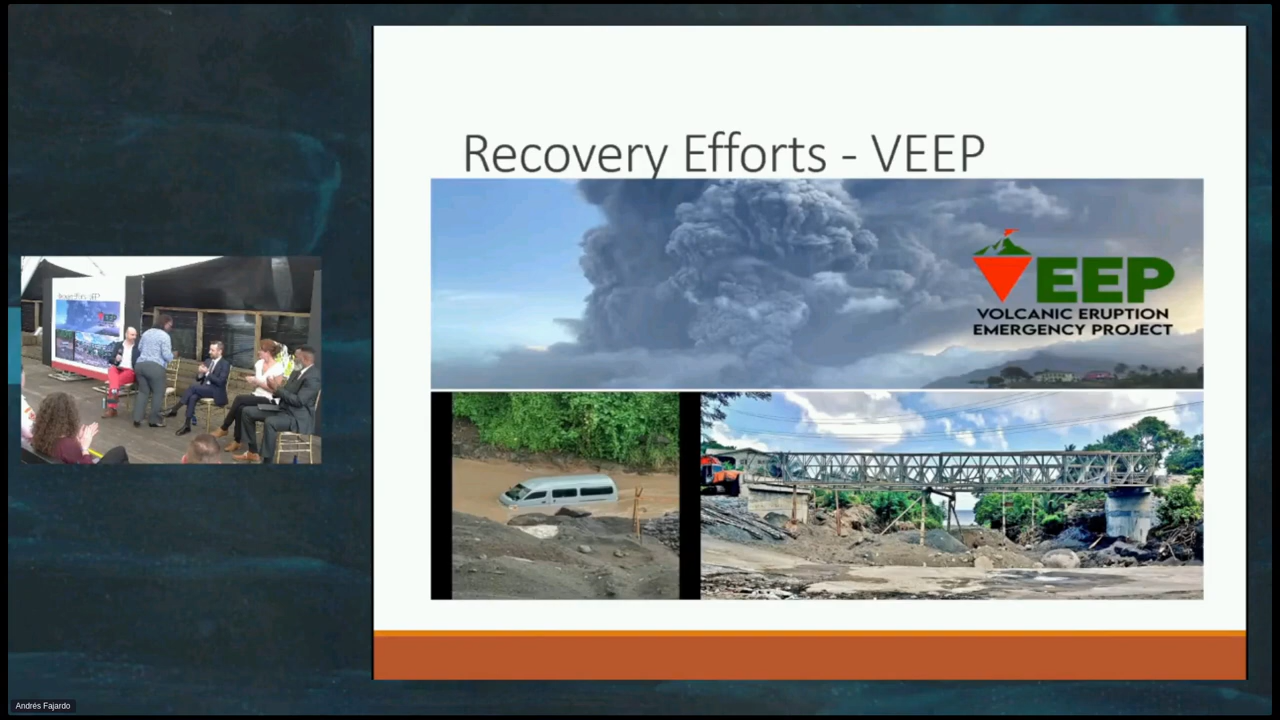 Recovery Efforts - VEEP
VEEP
VOLCANIC ERUPTION
EMERGENCY PROJECT
Andrés Fajardo